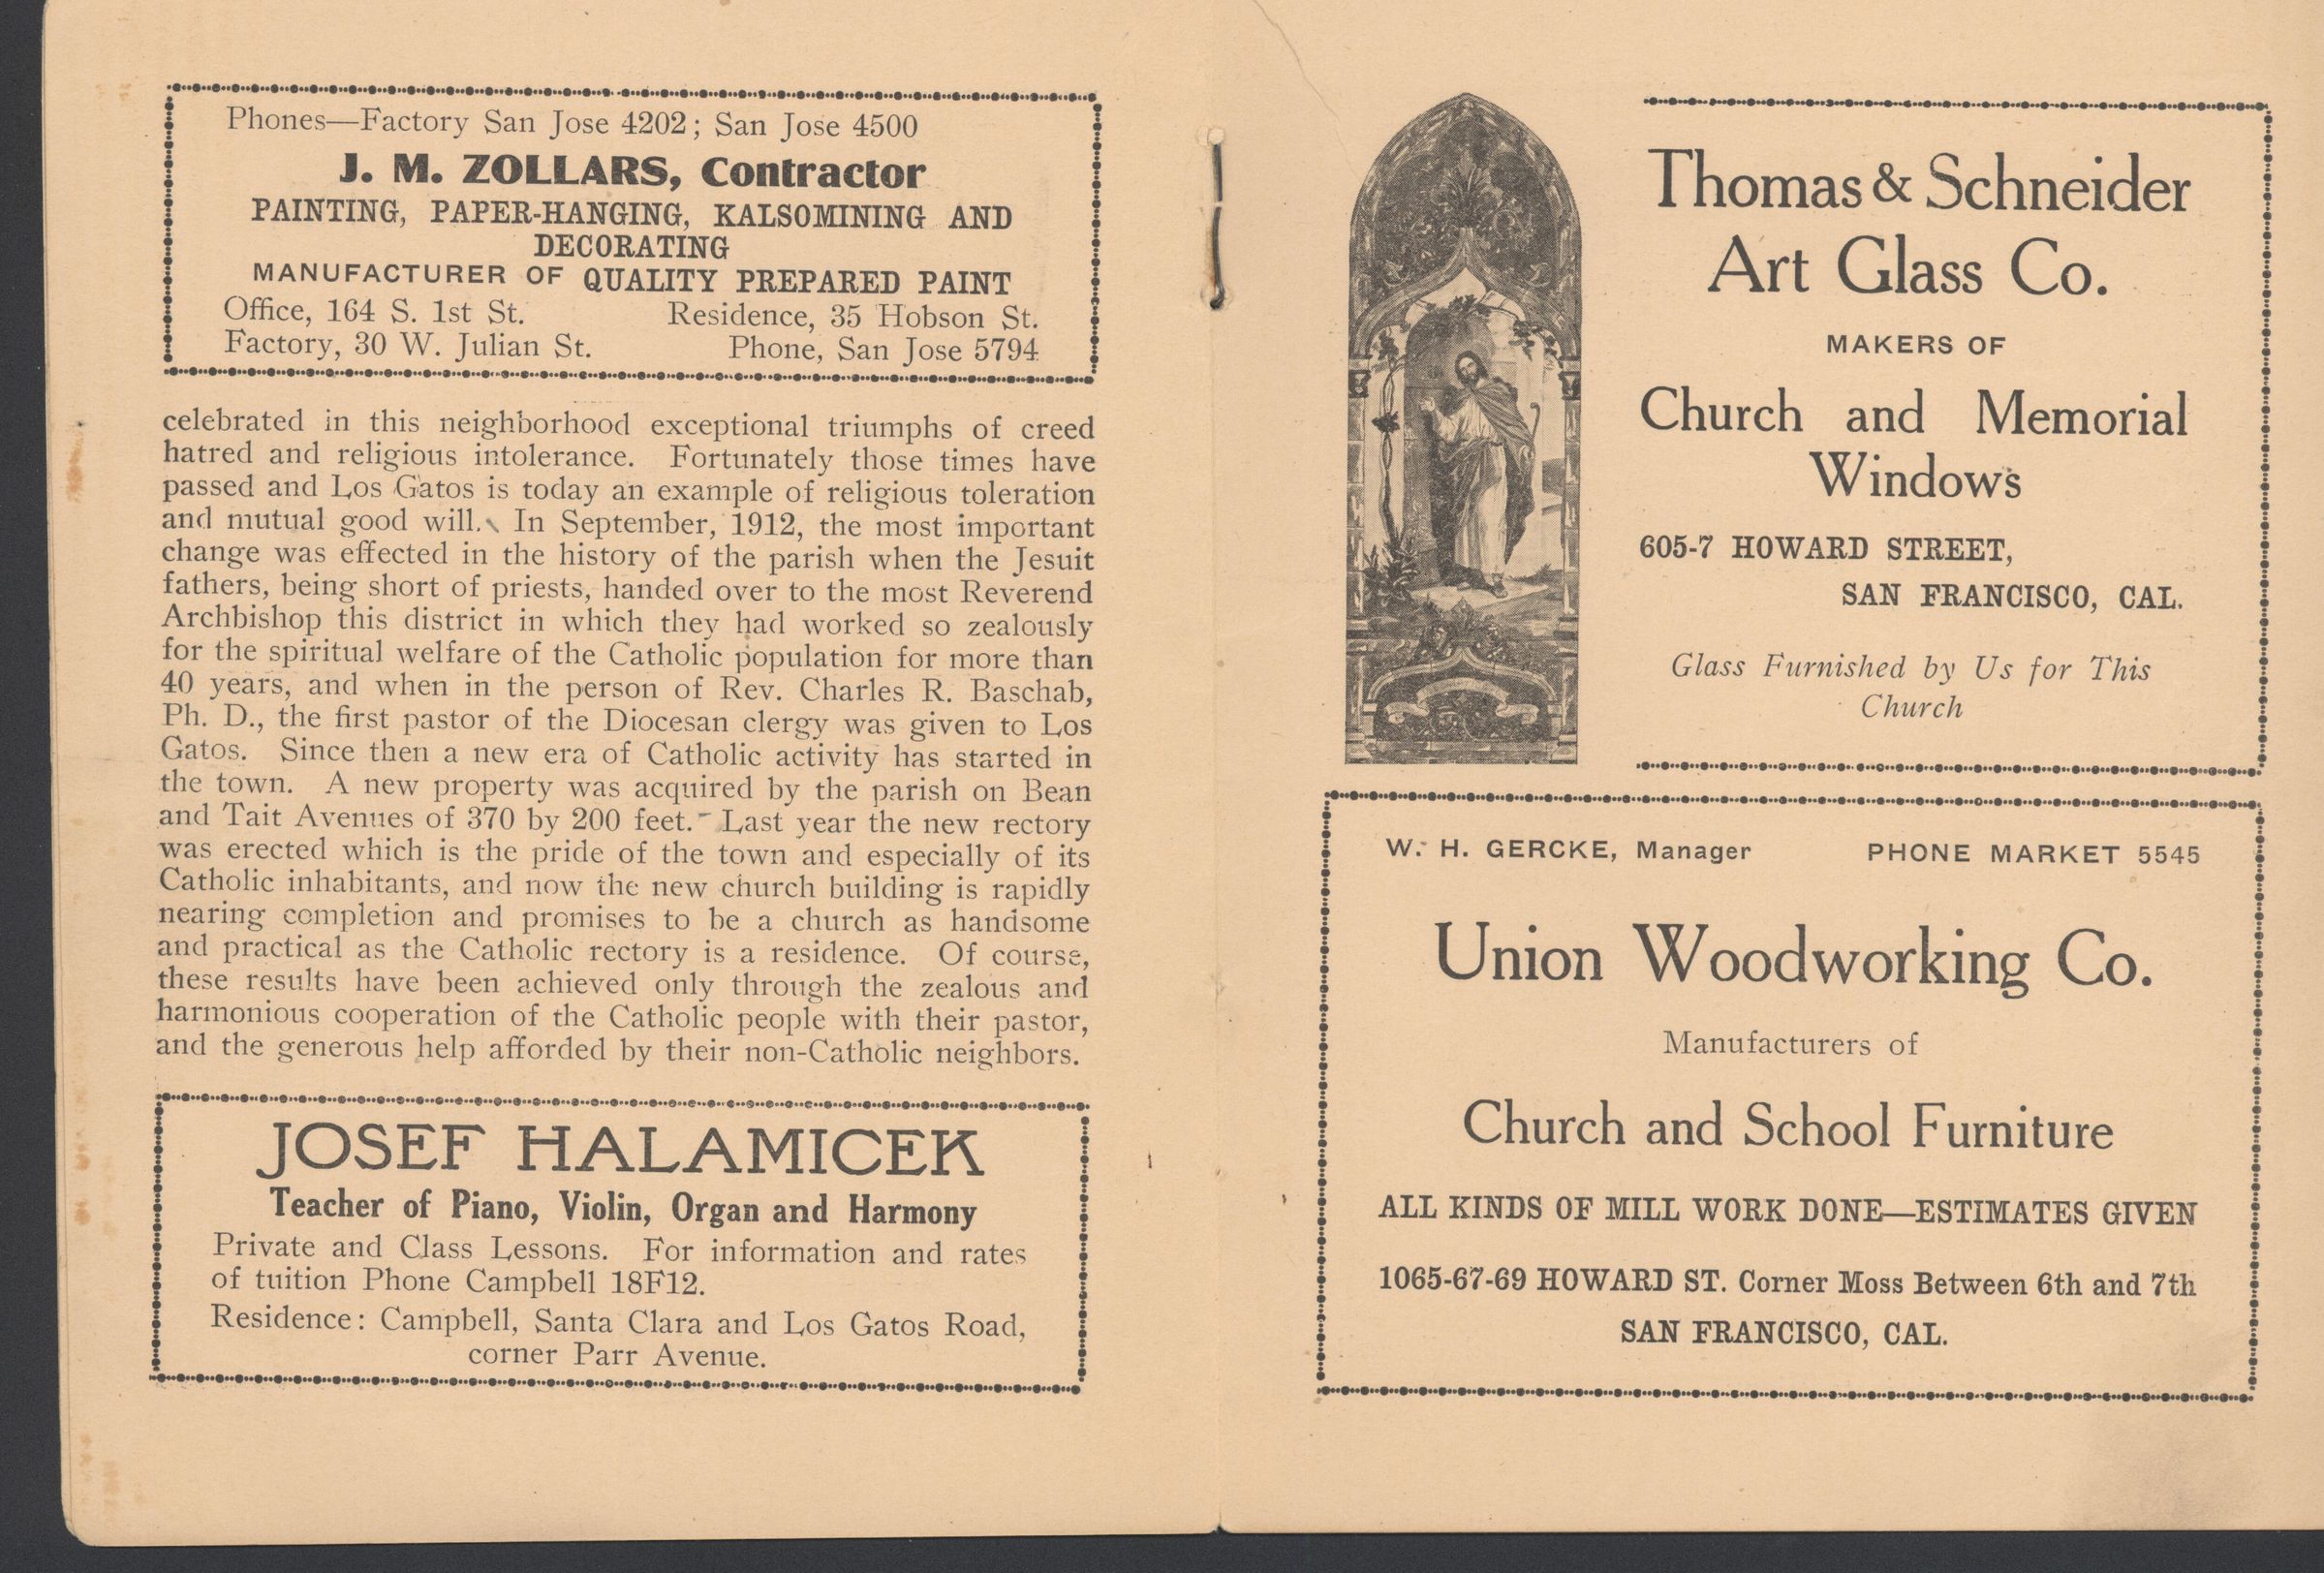 Phones—Factory San Jose 4202; San Jose 4500
J. M. ZOLLARS, Contractor
PAINTING, PAPER-HANGING, KALSOMINING AND
DECORATING
MANUFACTURER OF QUALITY PREPARED PAINT
Office, 164 S. 1st St. Residence, 35 Hobson St.
Factory, 30 W. Julian St. Phone, San Jose 5794
celebrated in this neighborhood exceptional triumphs of creed
hatred and religious intolerance. Fortunately those times have
passed and Los Gatos is today an example of religious toleration
and mutual good will. In September, 1912, the most important
change was effected in the history of the parish when the Jesuit
fathers, being short of priests, handed over to the most Reverend
Archbishop this district in which they had worked so zealously
for the spiritual welfare of the Catholic population for more than
40 years, and when in the person of Rev. Charles R. Baschab,
Ph. D., the first pastor of the Diocesan clergy was given to Los
Gatos. Since then a new era of Catholic activity has started in
the town. A new property was acquired by the parish on Bean
and Tait Avenues of 370 by 200 feet. Last year the new rectory
was erected which is the pride of the town and especially of its
Catholic inhabitants, and now the new church building is rapidly
nearing completion and promises to be a church as handsome
and practical as the Catholic rectory is a residence. Of course,
these results have been achieved only through the zealous and
harmonious cooperation of the Catholic people with their pastor,
and the generous help afforded by their non-Catholic neighbors.
JOSEF HALAMICEK
Teacher of Piano, Violin, Organ and Harmony
Private and Class Lessons. For information and rates
of tuition Phone Campbell 18F12.
Residence: Campbell, Santa Clara and Los Gatos Road,
corner Parr Avenue.
Thomas & Schneider
Art Glass Co.
MAKERS OF
Church and Memorial
Windows
605-7 HOWARD STREET,
SAN FRANCISCO, CAL.
Glass Furnished by Us for This
Church
W. H. GERCKE, Manager PHONE MARKET 5545
Union Woodworking Co.
Manufacturers of
Church and School Furniture
ALL KINDS OF MILL WORK DONE—ESTIMATES GIVEN
1065-67-69 HOWARD ST. Corner Moss Between 6th and 7th
SAN FRANCISCO, CAL.